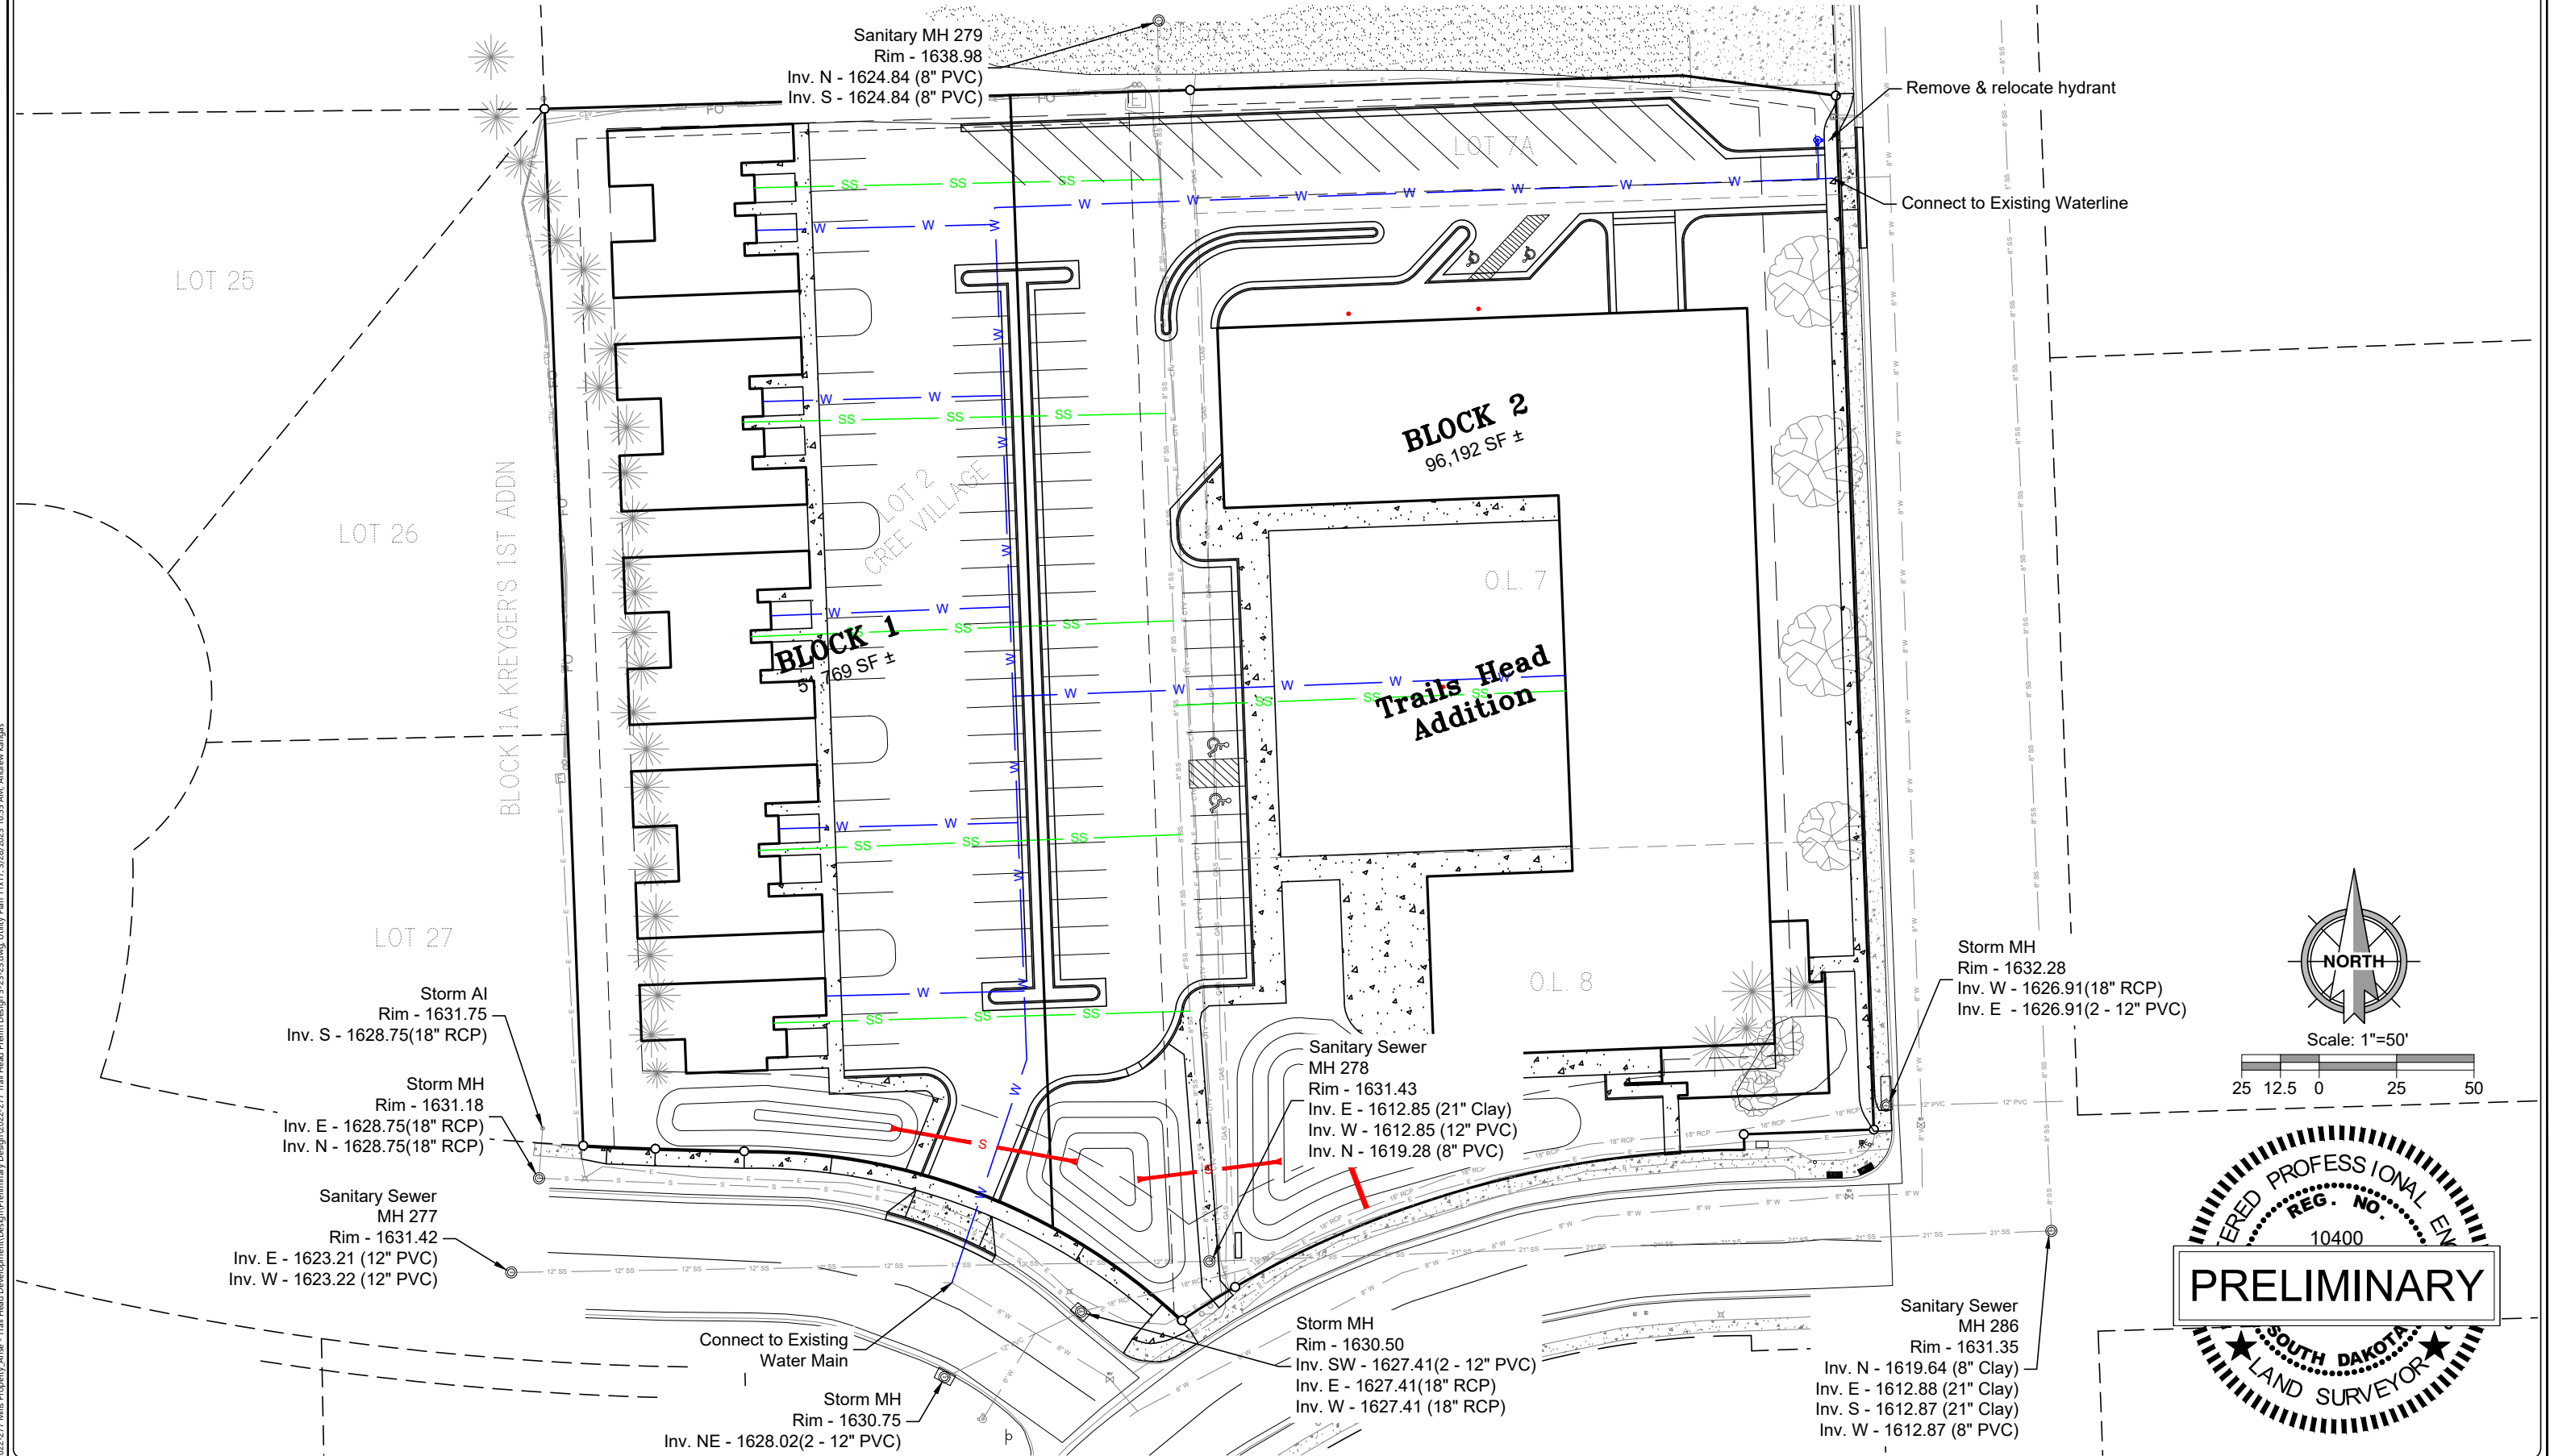 Sanitary MH 279
Rim - 1638.98
Inv. N - 1624.84 (8" PVC)
Inv. S - 1624.84 (8" PVC)
Remove & relocate hydrant
Connect to Existing Waterline
LOT 7A
LOT 25
LOT 26
LOT 27
BLOCK 11A KREYGER'S 1ST ADDN
LOT 2
CREE VILLAGE
BLOCK 1
BLOCK 2
96,192 SF ±
O.L. 7
Trails Head
Addition
O.L. 8
Storm AI
Rim - 1631.75
Inv. S - 1628.75(18" RCP)
Storm MH
Rim - 1631.18
Inv. E - 1628.75(18" RCP)
Inv. N - 1628.75(18" RCP)
Sanitary Sewer
MH 277
Rim - 1631.42
Inv. E - 1623.21 (12" PVC)
Inv. W - 1623.22 (12" PVC)
Connect to Existing
Water Main
Storm MH
Rim - 1630.75
Inv. NE - 1628.02(2 - 12" PVC)
Sanitary Sewer
MH 278
Rim - 1631.43
Inv. E - 1612.85 (21" Clay)
Inv. W - 1612.85 (12" PVC)
Inv. N - 1619.28 (8" PVC)
Storm MH
Rim - 1630.50
Inv. SW - 1627.41(2 - 12" PVC)
Inv. E - 1627.41(18" RCP)
Inv. W - 1627.41 (18" RCP)
Storm MH
Rim - 1632.28
Inv. W - 1626.91(18" RCP)
Inv. E - 1626.91(2 - 12" PVC)
Sanitary Sewer
MH 286
Rim - 1631.35
Inv. N - 1619.64 (8" Clay)
Inv. E - 1612.88 (21" Clay)
Inv. S - 1612.87 (21" Clay)
Inv. W - 1612.87 (8" PVC)
NORTH
Scale: 1"=50'
25 12.5 0 25 50
PROFESSIONAL
REG. NO.
10400
PRELIMINARY
SOUTH DAKOTA
LAND SURVEYOR